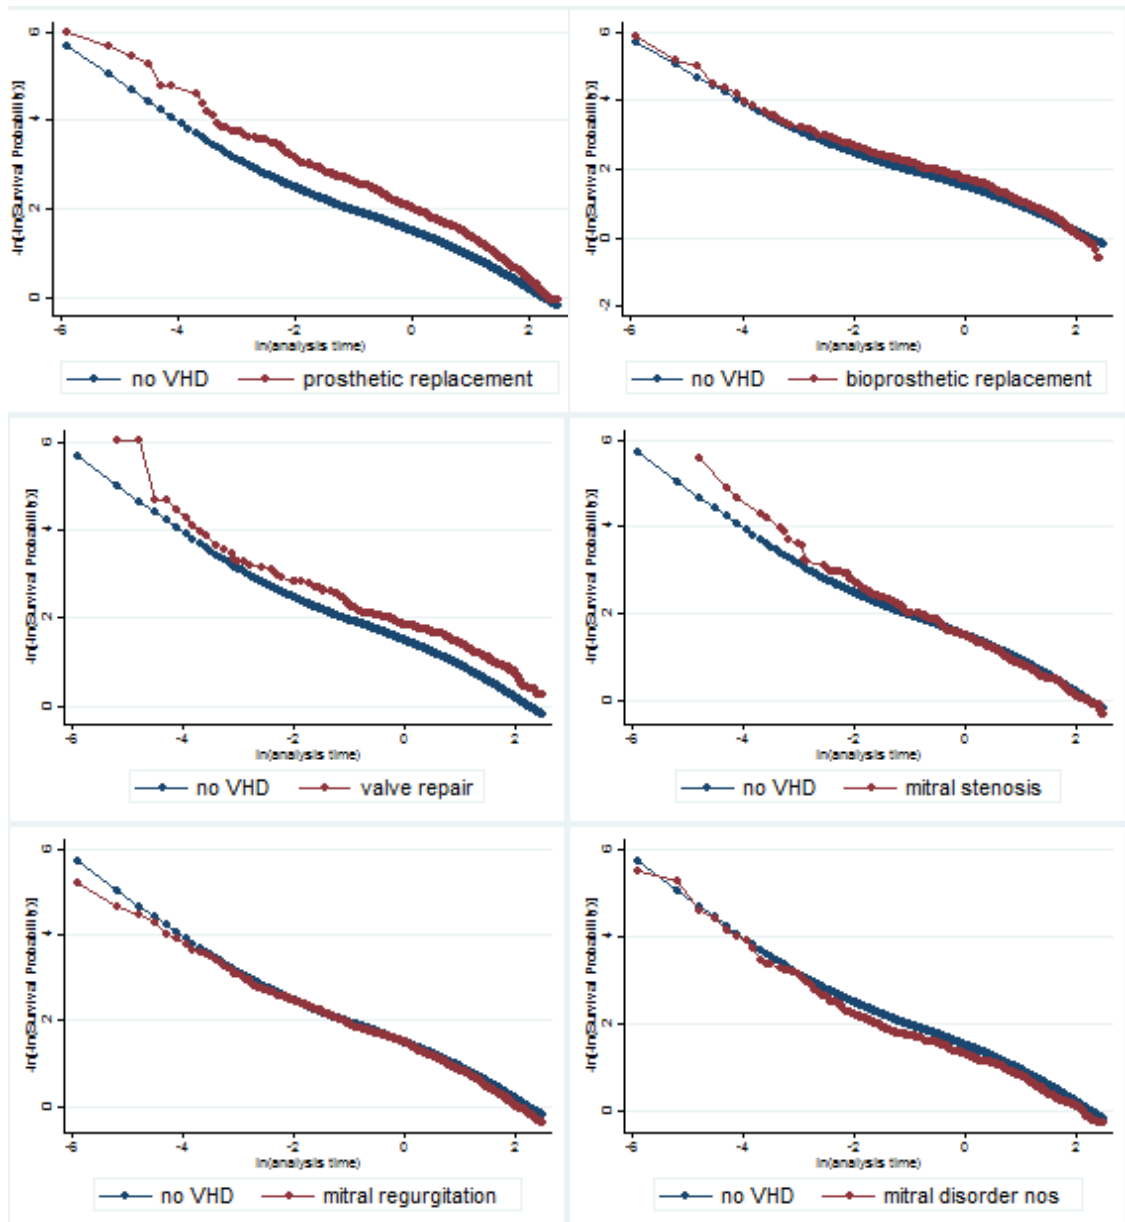 -ln[-ln(Survival Probability)]
6
4
2
0
-6 -4 -2 0 2
ln(analysis time)
no VHD prosthetic replacement
-ln[-ln(Survival Probability)]
6
4
2
0
-2
-6 -4 -2 0 2
ln(analysis time)
no VHD bioprosthetic replacement
-ln[-ln(Survival Probability)]
6
4
2
0
-6 -4 -2 0 2
ln(analysis time)
no VHD valve repair
-ln[-ln(Survival Probability)]
6
4
2
0
-6 -4 -2 0 2
ln(analysis time)
no VHD mitral stenosis
-ln[-ln(Survival Probability)]
6
4
2
0
-6 -4 -2 0 2
ln(analysis time)
no VHD mitral regurgitation
-ln[-ln(Survival Probability)]
6
4
2
0
-6 -4 -2 0 2
ln(analysis time)
no VHD mitral disorder nos